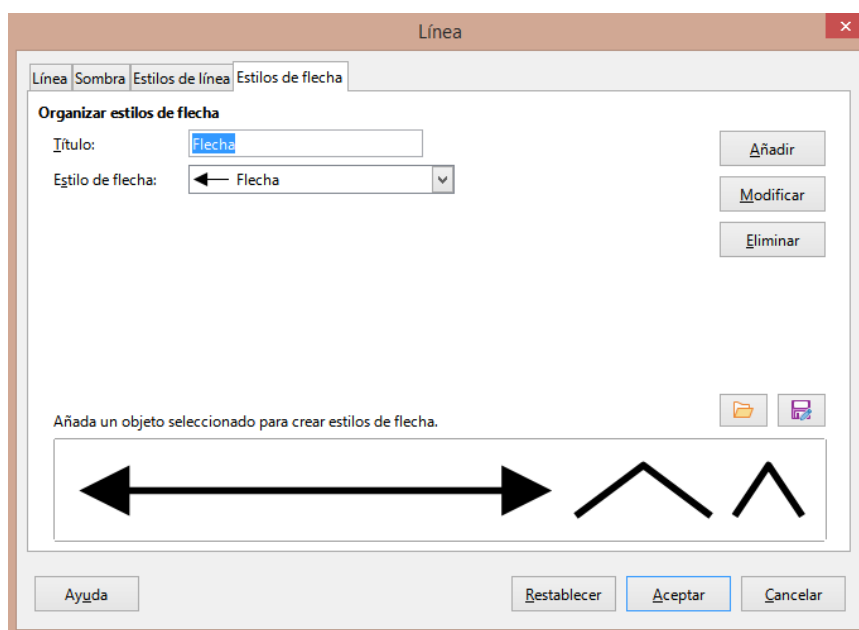 Línea
Línea Sombra Estilos de línea Estilos de flecha
Organizar estilos de flecha
Título: Flecha
Añadir
Estilo de flecha: Flecha
Modificar
Eliminar
Añada un objeto seleccionado para crear estilos de flecha.
Ayuda Restablecer Aceptar Cancelar